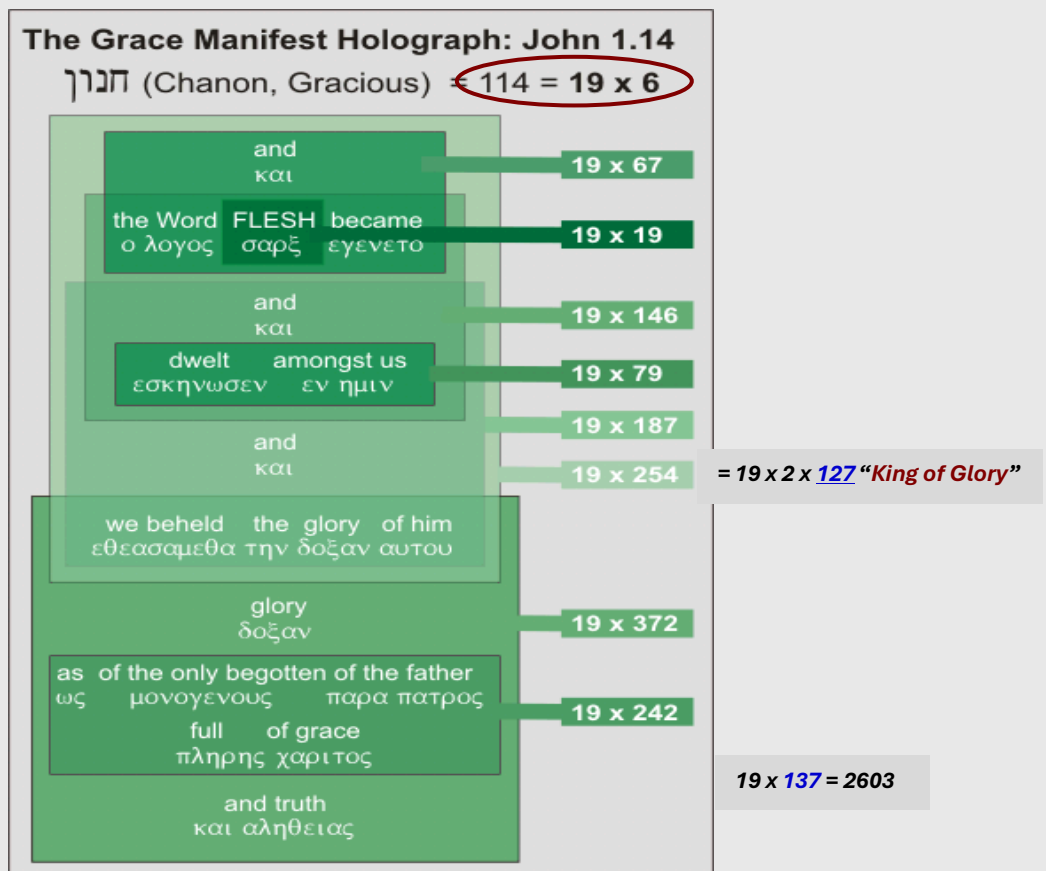 The Grace Manifest Holograph: John 1.14
חנון (Chanon, Gracious) = 114 = 19 x 6
and
και
19 x 67
the Word FLESH became
ο λογος σαρξ εγενετο
19 x 19
and
και
19 x 146
dwelt amongst us
εσκηνωσεν εν ημιν
19 x 79
19 x 187
and
και
19 x 254
= 19 x 2 x 127 “King of Glory”
we beheld the glory of him
εθεασαμεθα την δοξαν αυτου
glory
δοξαν
19 x 372
as of the only begotten of the father
ως μονογενους παρα πατρος
19 x 242
full of grace
πληρης χαριτος
19 x 137 = 2603
and truth
και αληθειας